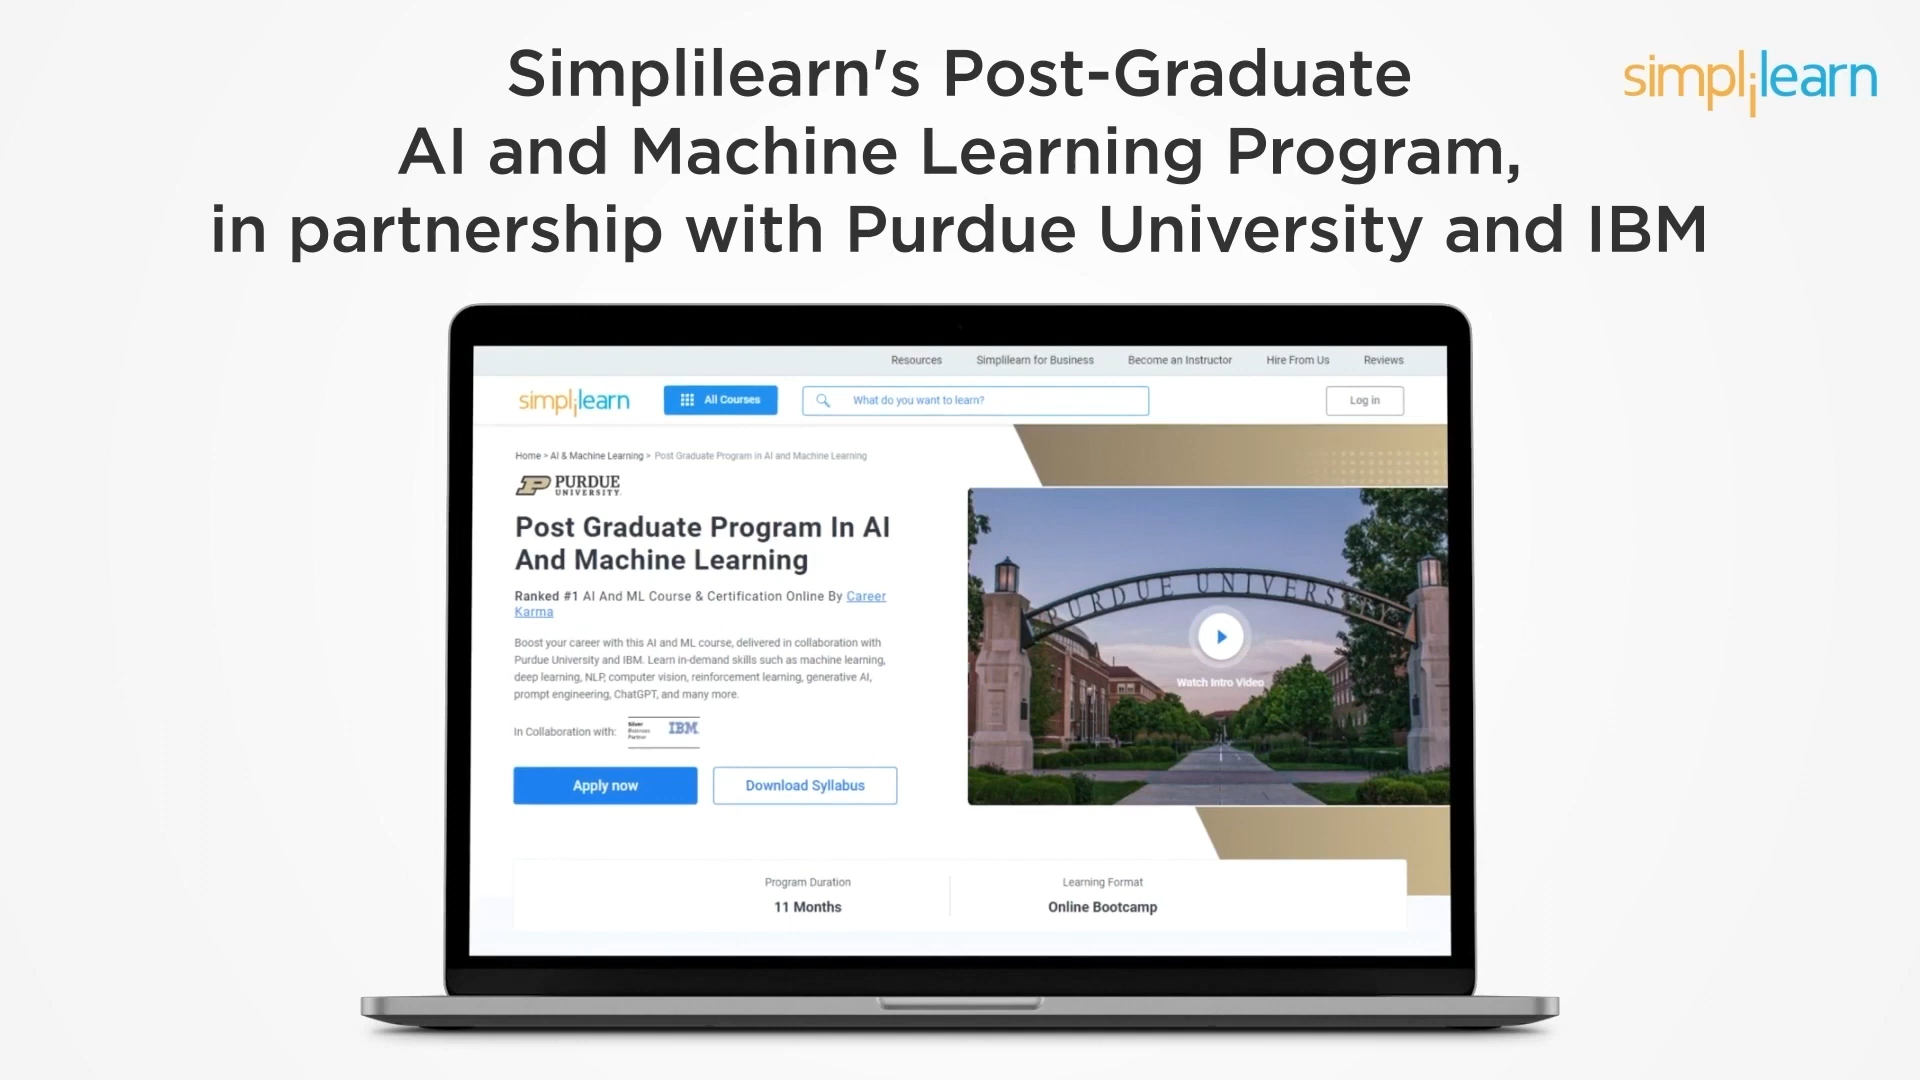 Simplilearn's Post-Graduate
AI and Machine Learning Program,
in partnership with Purdue University and IBM
simplilearn
Resources
Simplilearn for Business
Become an Instructor
Hire From Us
Reviews
simplilearn
All Courses
What do you want to learn?
Log in
Home > AI & Machine Learning > Post Graduate Program in AI and Machine Learning
P PURDUE
UNIVERSITY
Post Graduate Program In AI
And Machine Learning
Ranked #1 AI And ML Course & Certification Online By Career
Karma
Boost your career with this AI and ML course, delivered in collaboration with
Purdue University and IBM. Learn in-demand skills such as machine learning,
deep learning, NLP, computer vision, reinforcement learning, generative AI,
prompt engineering, ChatGPT, and many more.
In Collaboration with:
Silver
Business
Partner
IBM
Apply now
Download Syllabus
PURDUE UNIVERSITY
Watch Intro Video
Program Duration
11 Months
Learning Format
Online Bootcamp